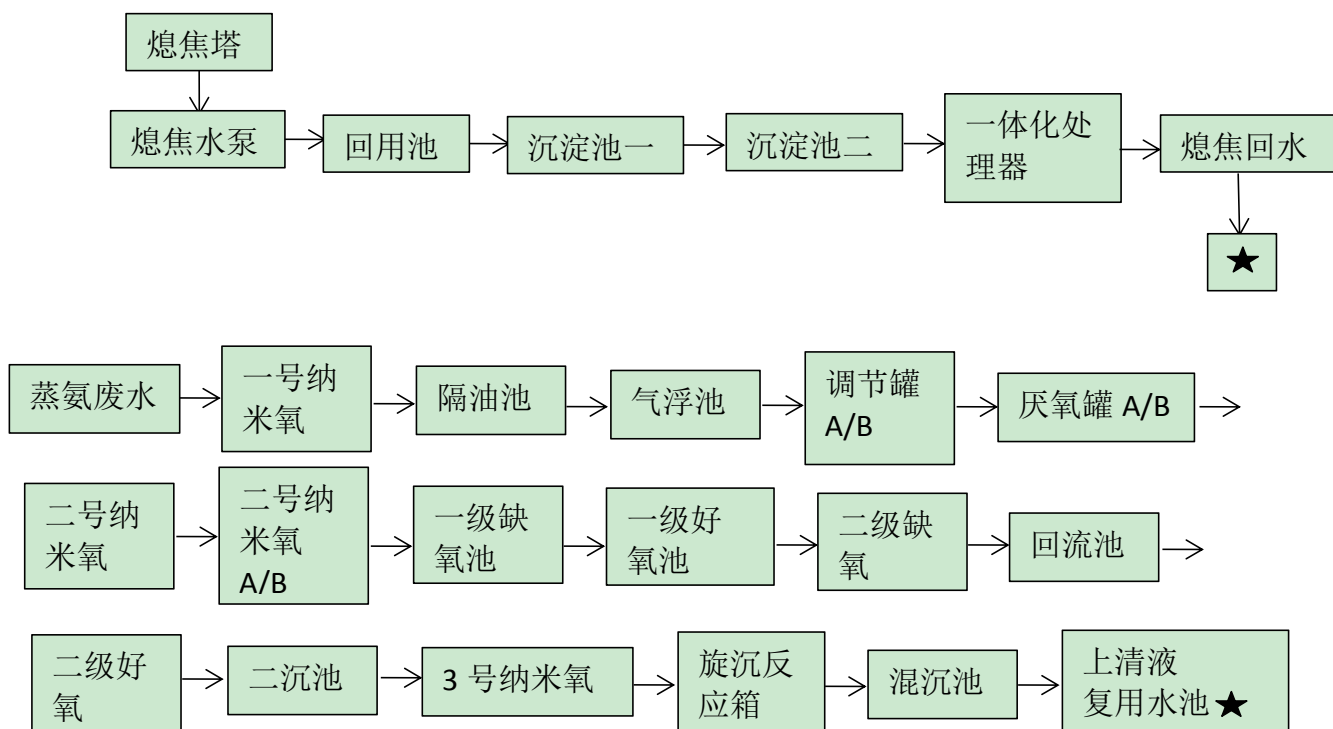 熄焦塔
熄焦水泵
回用池
沉淀池一
沉淀池二
一体化处
理器
熄焦回水
★
蒸氨废水
一号纳
米氧
隔油池
气浮池
调节罐
A/B
厌氧罐 A/B
二号纳
米氧
二号纳
米氧
A/B
一级缺
氧池
一级好
氧池
二级缺
氧
回流池
二级好
氧
二沉池
3 号纳米氧
旋沉反
应箱
混沉池
上清液
复用水池★